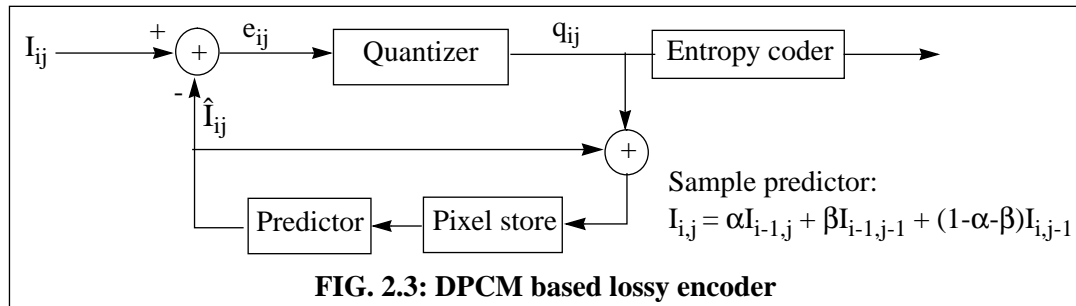 I_ij + + e_ij Quantizer q_ij Entropy coder
- Î_ij
+
Predictor Pixel store
Sample predictor:
I_i,j = αI_i-1,j + βI_i-1,j-1 + (1-α-β)I_i,j-1
FIG. 2.3: DPCM based lossy encoder